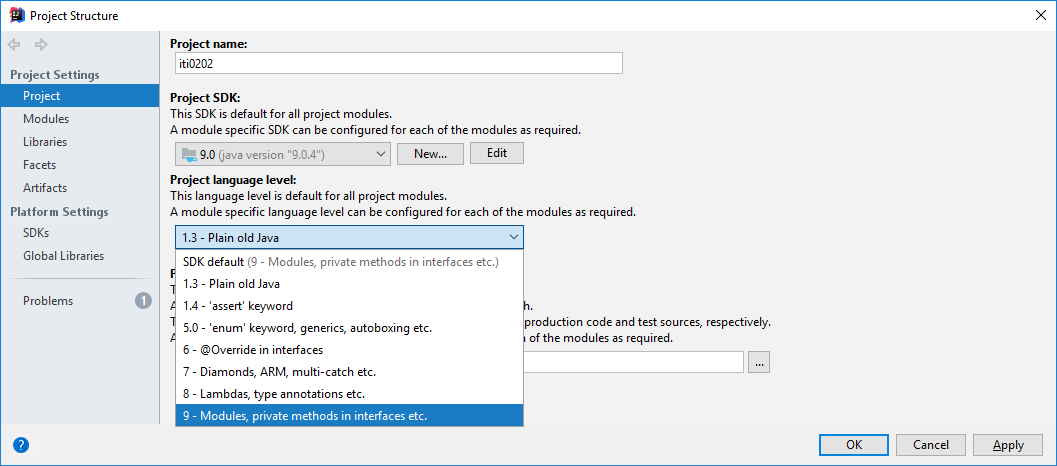 Project Structure
Project Settings
Project
Modules
Libraries
Facets
Artifacts
Platform Settings
SDKs
Global Libraries
Problems
1
Project name:
iti0202
Project SDK:
This SDK is default for all project modules.
A module specific SDK can be configured for each of the modules as required.
9.0 (java version "9.0.4")
New...
Edit
Project language level:
This language level is default for all project modules.
A module specific language level can be configured for each of the modules as required.
1.3 - Plain old Java
SDK default (9 - Modules, private methods in interfaces etc.)
1.3 - Plain old Java
1.4 - 'assert' keyword
5.0 - 'enum' keyword, generics, autoboxing etc.
6 - @Override in interfaces
7 - Diamonds, ARM, multi-catch etc.
8 - Lambdas, type annotations etc.
9 - Modules, private methods in interfaces etc.
production code and test sources, respectively.
of the modules as required.
...
?
OK
Cancel
Apply